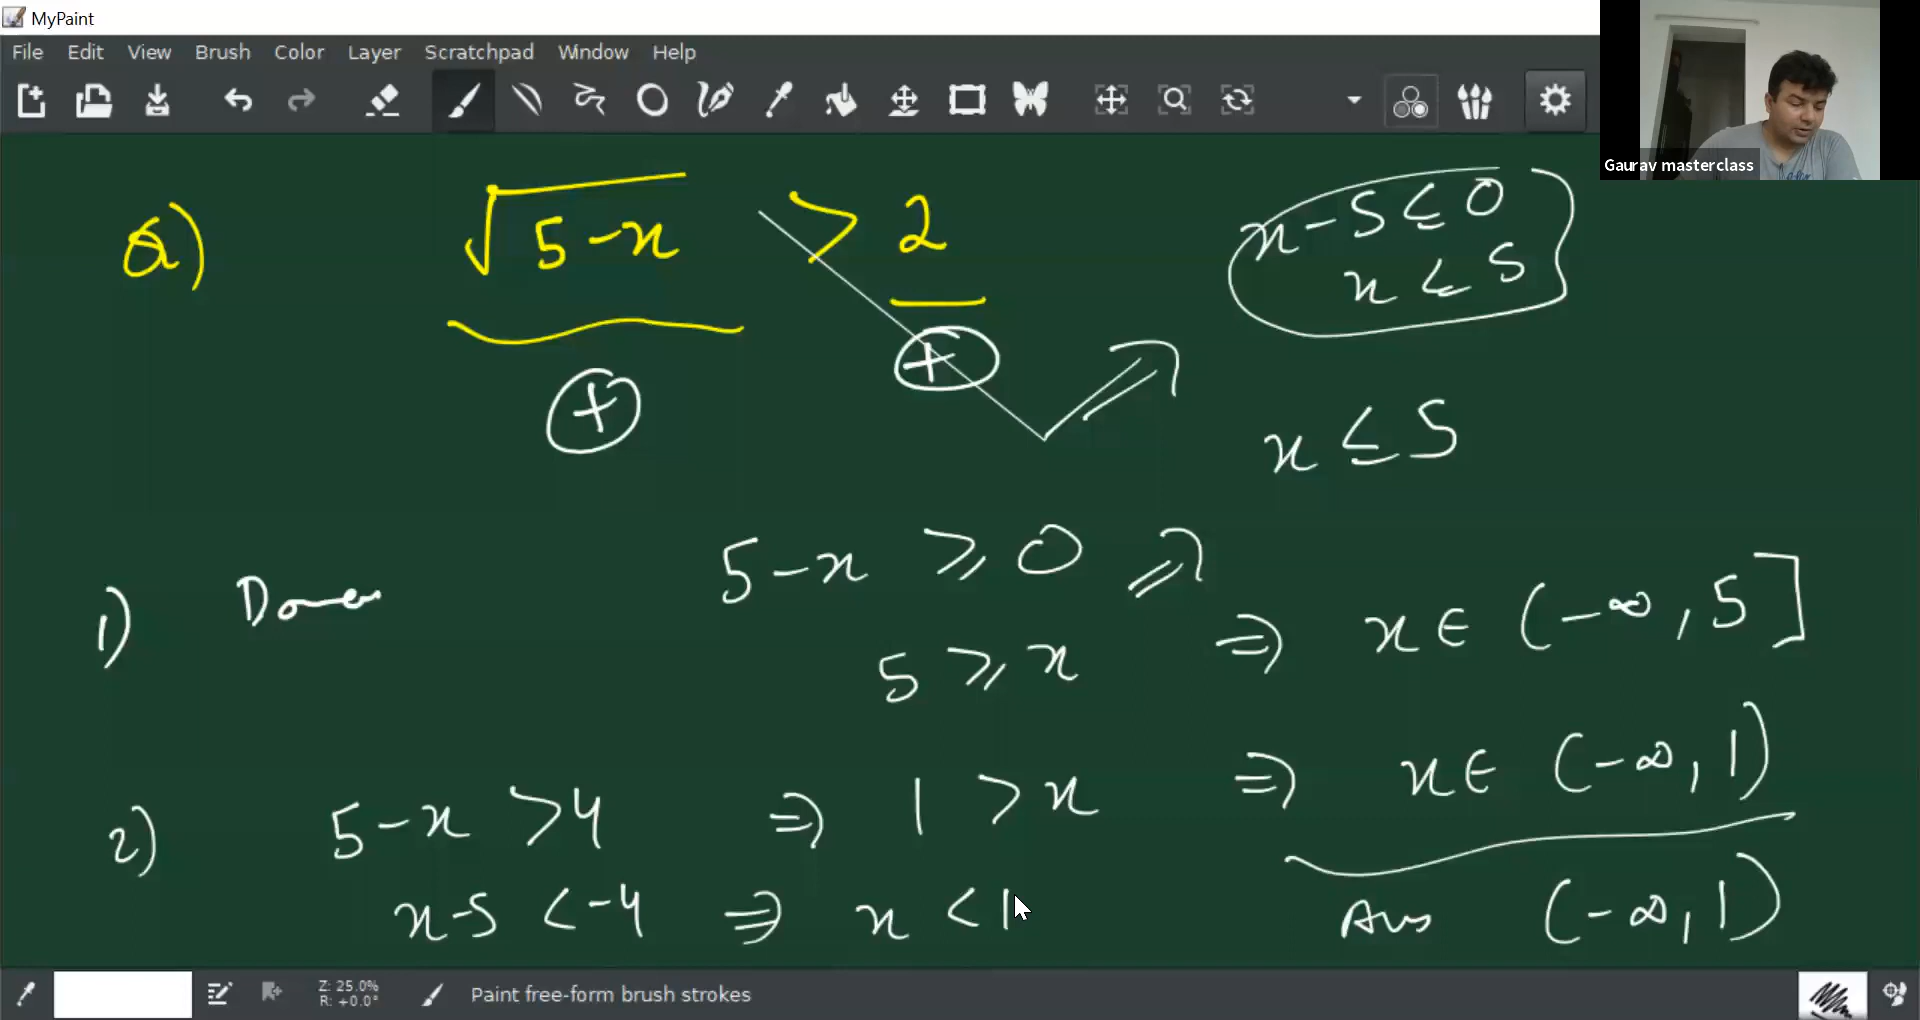 MyPaint
File Edit View Brush Color Layer Scratchpad Window Help
Gaurav masterclass
Q) √5-x > 2
+ +
x-5 ≤ 0
x ≤ 5
x ≤ 5
1) 5-x ≥ 0 ⇒
5 ≥ x ⇒ x ∈ (-∞, 5]
2) 5-x > 4 ⇒ 1 > x ⇒ x ∈ (-∞, 1)
x-5 < -4 ⇒ x < 1
Ans (-∞, 1)
Z: 25.0%
R: +0.0°
Paint free-form brush strokes